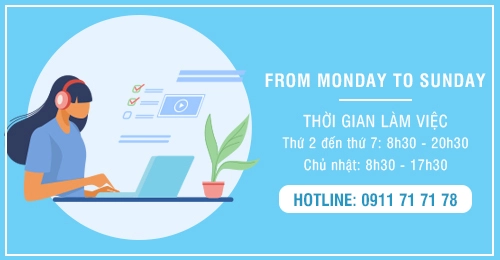 FROM MONDAY TO SUNDAY
THỜI GIAN LÀM VIỆC
Thứ 2 đến thứ 7: 8h30 - 20h30
Chủ nhật: 8h30 - 17h30
HOTLINE: 0911 71 71 78